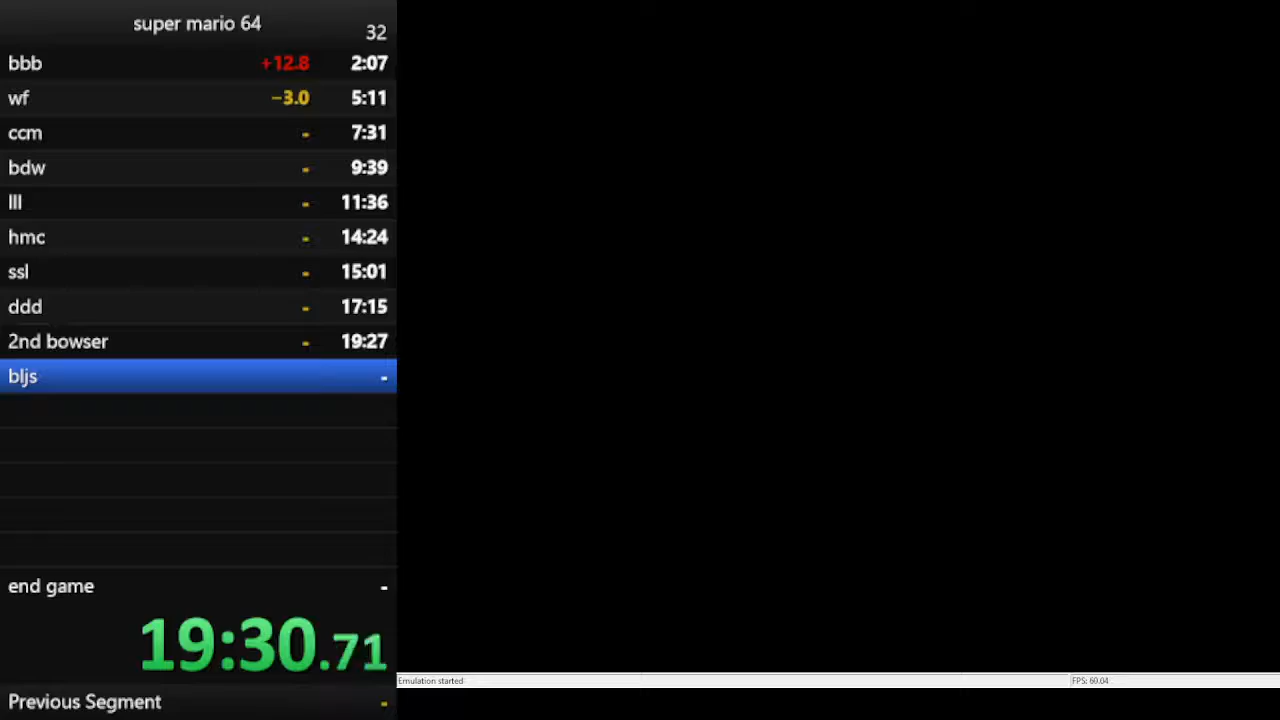 super mario 64
32
bbb +12.8 2:07
wf −3.0 5:11
ccm - 7:31
bdw - 9:39
lll - 11:36
hmc - 14:24
ssl - 15:01
ddd - 17:15
2nd bowser - 19:27
bljs -
end game -
19:30.71
Previous Segment -
Emulation started FPS: 60.04